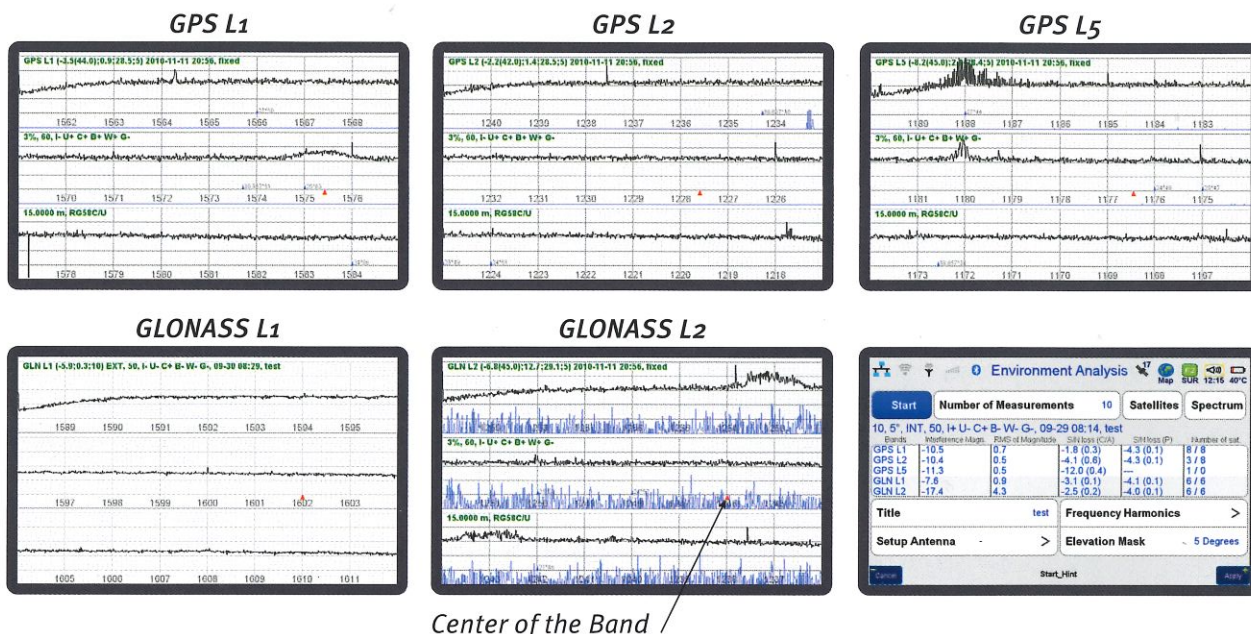 GPS L1
GPS L2
GPS L5
GPS L1 (-3.5(44.0);0.9;28.5;5) 2010-11-11 20:56, fixed
1562 1563 1564 1565 1566 1567 1568
3%, 60, I- U+ C+ B+ W+ G-
1570 1571 1572 1573 1574 1575 1576
15.0000 m, RG58C/U
1578 1579 1580 1581 1582 1583 1584
GPS L2 (-2.2(42.0);1.4;28.5;5) 2010-11-11 20:56, fixed
1240 1239 1238 1237 1236 1235 1234
3%, 60, I- U+ C+ B+ W+ G-
1232 1231 1230 1229 1228 1227 1226
15.0000 m, RG58C/U
1224 1223 1222 1221 1220 1219 1218
2010-11-11 20:56, fixed
1189 1188 1187 1186 1185 1184 1183
3%, 60, I- U+ C+ B+ W+ G-
1181 1180 1179 1178 1177 1176 1175
15.0000 m, RG58C/U
1173 1172 1171 1170 1169 1168 1167
GLONASS L1
GLONASS L2
GLN L1 (-5.9;0.3;10) EXT, 50, I- U- C+ B- W- G-, 09-30 08:29, test
1589 1590 1591 1592 1593 1594 1595
1597 1598 1599 1600 1601 1602 1603
1605 1606 1607 1608 1609 1610 1611
GLN L2 (-6.8(45.0);12.7;29.1;5) 2010-11-11 20:56, fixed
3%, 60, I- U+ C+ B+ W+ G-
15.0000 m, RG58C/U
Center of the Band
Environment Analysis
17
Map SUR 12:15 40°C
Start Number of Measurements 10 Satellites Spectrum
10, 5°, INT, 50, I+ U- C+ B- W- G-, 09-29 08:14, test
Bands Interference Magn. RMS of Magnitude S/N loss (C/A) S/N loss (P) Number of sat.
GPS L1 -10.5 0.7 -1.8 (0.3) -4.3 (0.1) 8 / 8
GPS L2 -10.4 0.5 -4.1 (0.6) -4.3 (0.1) 3 / 8
GPS L5 -11.3 0.5 -12.0 (0.4) --- 1 / 0
GLN L1 -7.6 0.9 -3.1 (0.1) -4.1 (0.1) 6 / 6
GLN L2 -17.4 4.3 -2.5 (0.2) -4.0 (0.1) 6 / 6
Title test Frequency Harmonics >
Setup Antenna - > Elevation Mask 5 Degrees
Cancel Start_Hint Apply